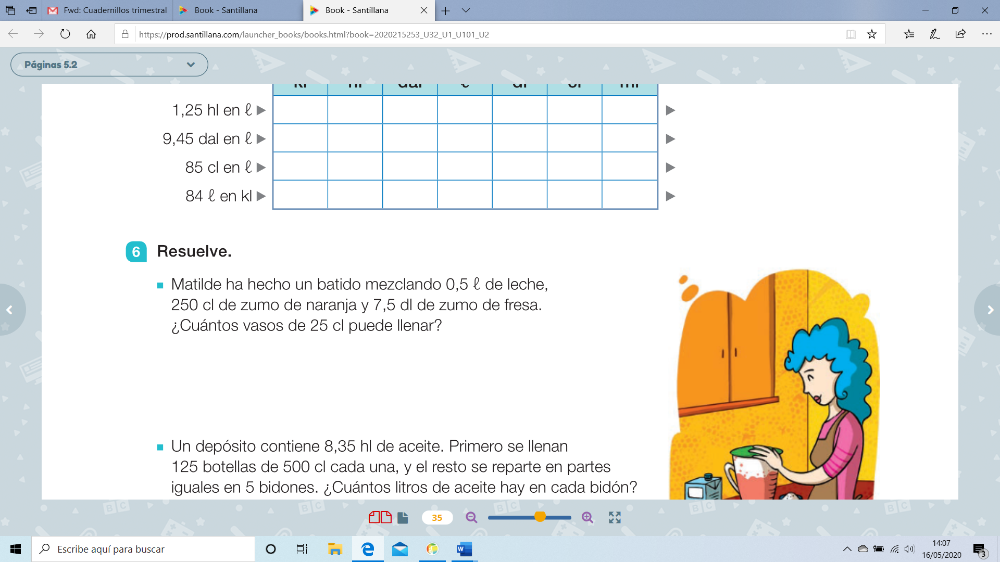 Fwd: Cuadernillos trimestral
Book - Santillana
Book - Santillana
https://prod.santillana.com/launcher_books/books.html?book=2020215253_U32_U1_U101_U2
Páginas 5.2
kl hl dal ℓ dl cl ml
1,25 hl en ℓ
9,45 dal en ℓ
85 cl en ℓ
84 ℓ en kl
6 Resuelve.
Matilde ha hecho un batido mezclando 0,5 ℓ de leche,
250 cl de zumo de naranja y 7,5 dl de zumo de fresa.
¿Cuántos vasos de 25 cl puede llenar?
Un depósito contiene 8,35 hl de aceite. Primero se llenan
125 botellas de 500 cl cada una, y el resto se reparte en partes
iguales en 5 bidones. ¿Cuántos litros de aceite hay en cada bidón?
35
Escribe aquí para buscar
14:07
16/05/2020
3